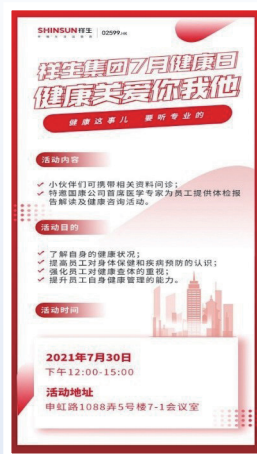 SHINSUN祥生 02599.HK
祥生集团7月健康日
健康关爱你我他
健康这事儿 要听专业的
活动内容
小伙伴们可携带相关资料问诊；
特邀国康公司首席医学专家为员工提供体检报
告解读及健康咨询活动。
活动目的
了解自身的健康状况；
提高员工对身体保健和疾病预防的认识；
强化员工对健康查体的重视；
提升员工自身健康管理的能力。
活动时间
2021年7月30日
下午12:00-15:00
活动地址
申虹路1088弄5号楼7-1会议室